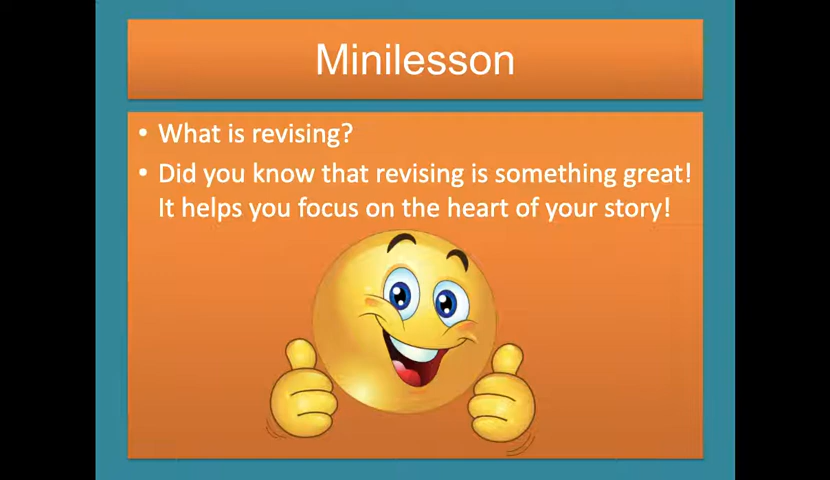 Minilesson
• What is revising?
• Did you know that revising is something great!
It helps you focus on the heart of your story!